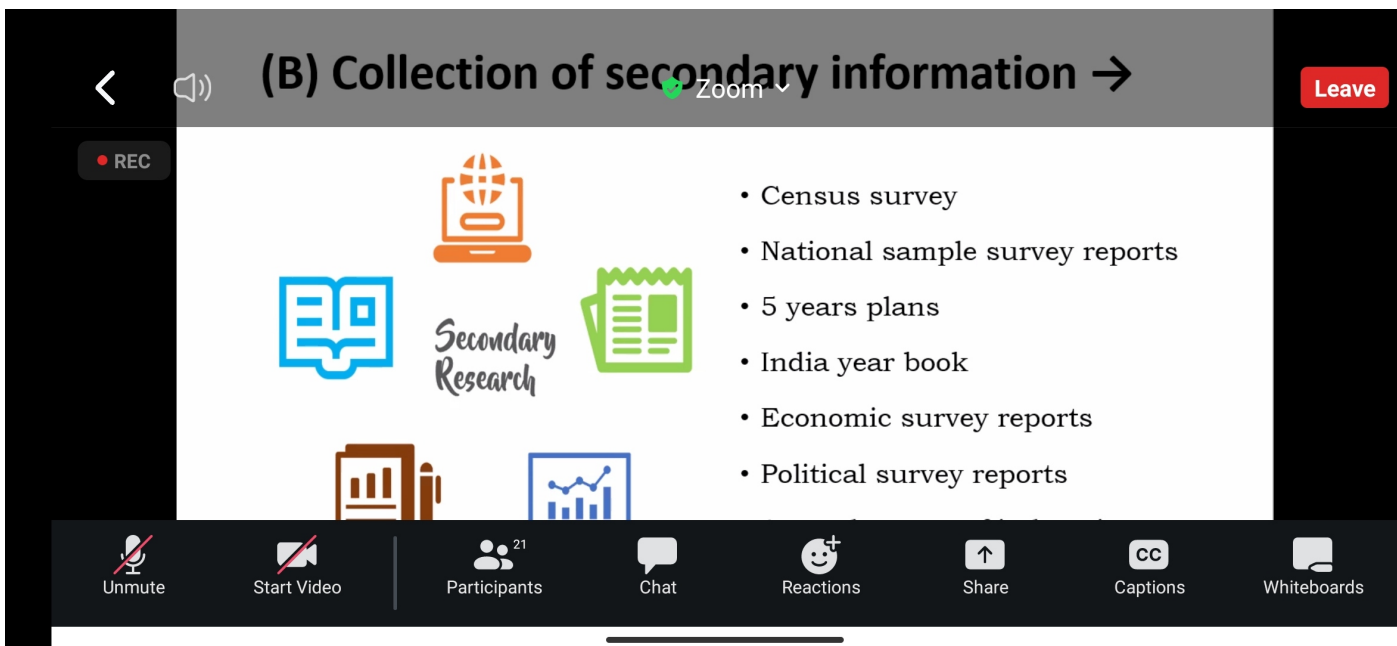 (B) Collection of secondary information →
Zoom
Leave
REC
• Census survey
• National sample survey reports
• 5 years plans
• India year book
• Economic survey reports
• Political survey reports
Secondary
Research
21
Unmute
Start Video
Participants
Chat
Reactions
Share
CC
Captions
Whiteboards